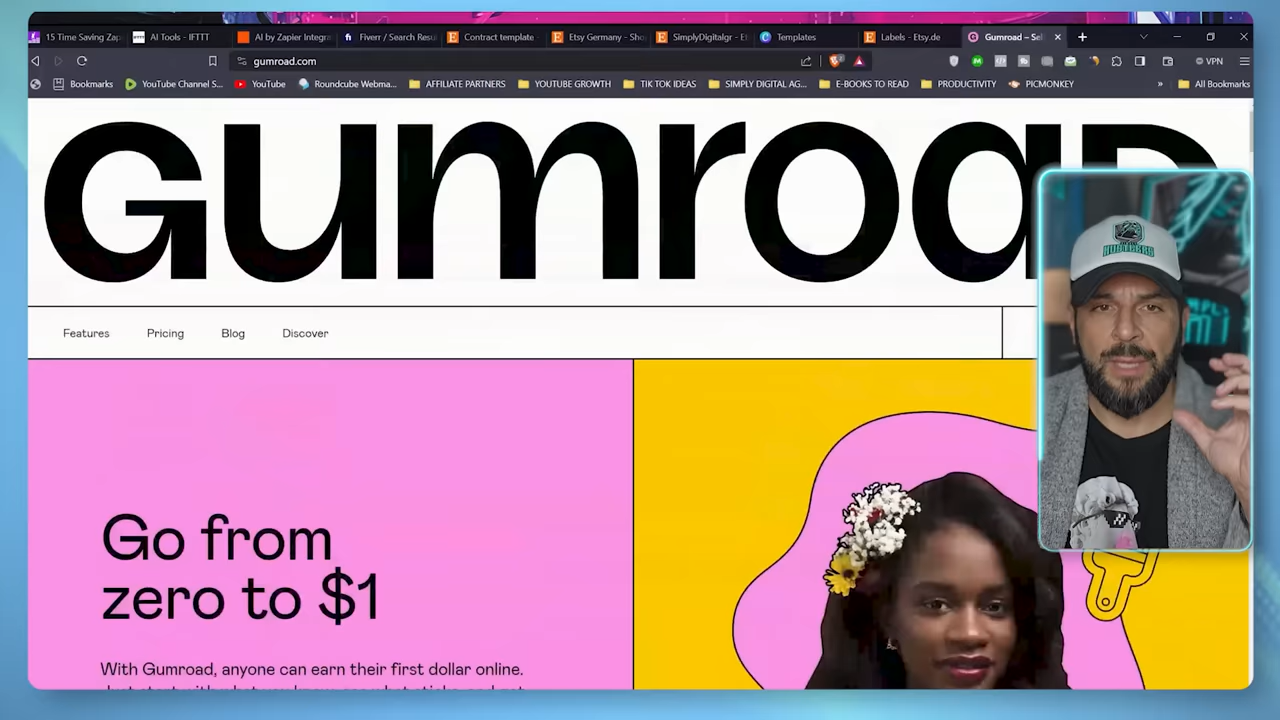 15 Time Saving Zap
AI Tools - IFTTT
AI by Zapier Integra
Fiverr / Search Resu
Contract template -
Etsy Germany - Sho
SimplyDigitalgr - Et
Templates
Labels - Etsy.de
Gumroad – Sell
gumroad.com
VPN
Bookmarks
YouTube Channel S...
YouTube
Roundcube Webma...
AFFILIATE PARTNERS
YOUTUBE GROWTH
TIK TOK IDEAS
SIMPLY DIGITAL AG...
E-BOOKS TO READ
PRODUCTIVITY
PICMONKEY
All Bookmarks
Gumroad
Features
Pricing
Blog
Discover
Go from
zero to $1
With Gumroad, anyone can earn their first dollar online.